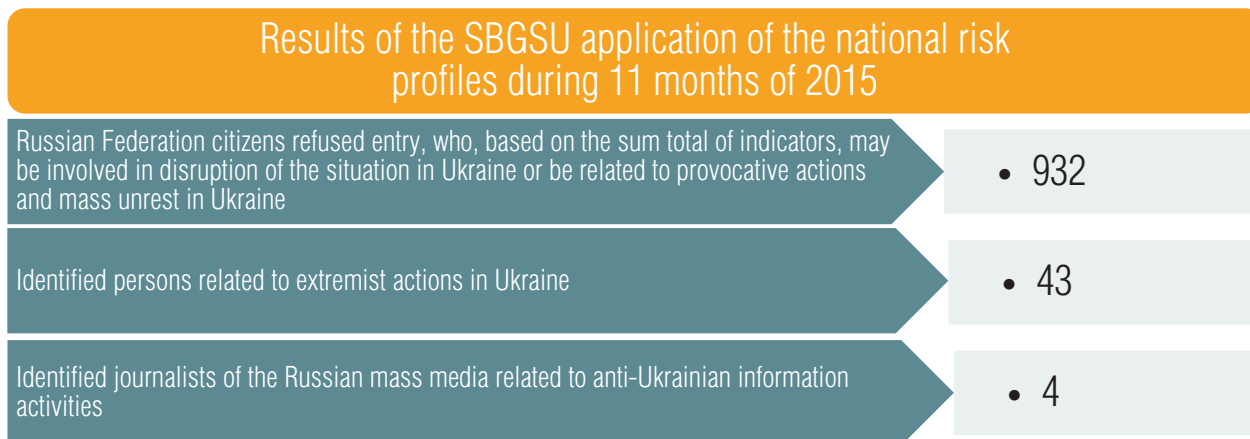 Results of the SBGSU application of the national risk
profiles during 11 months of 2015
Russian Federation citizens refused entry, who, based on the sum total of indicators, may
be involved in disruption of the situation in Ukraine or be related to provocative actions
and mass unrest in Ukraine
• 932
Identified persons related to extremist actions in Ukraine
• 43
Identified journalists of the Russian mass media related to anti-Ukrainian information
activities
• 4